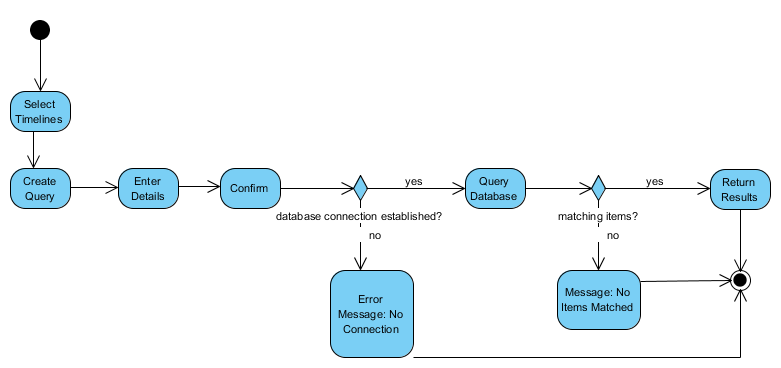 Select
Timelines
Create
Query
Enter
Details
Confirm
yes
Query
Database
yes
Return
Results
database connection established?
matching items?
no
no
Error
Message: No
Connection
Message: No
Items Matched